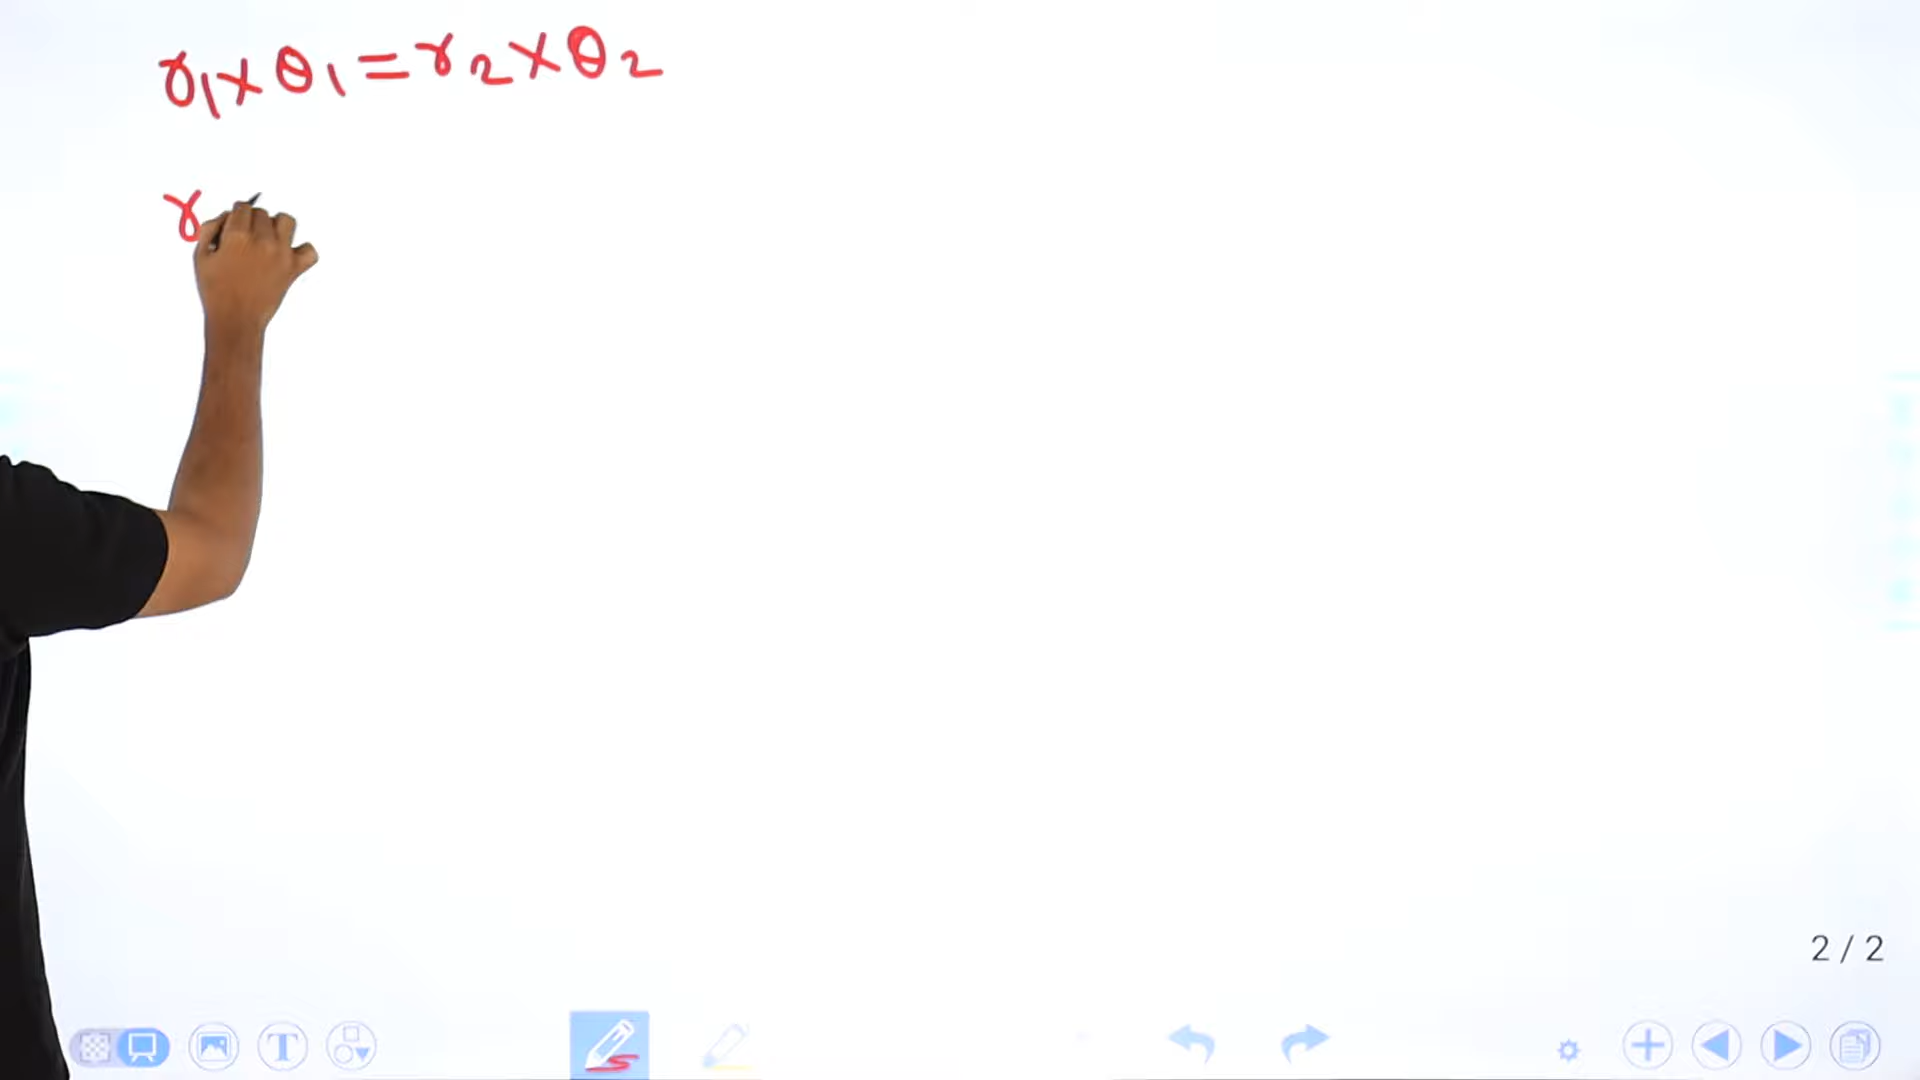 r₁ × θ₁ = r₂ × θ₂
r
2 / 2
T